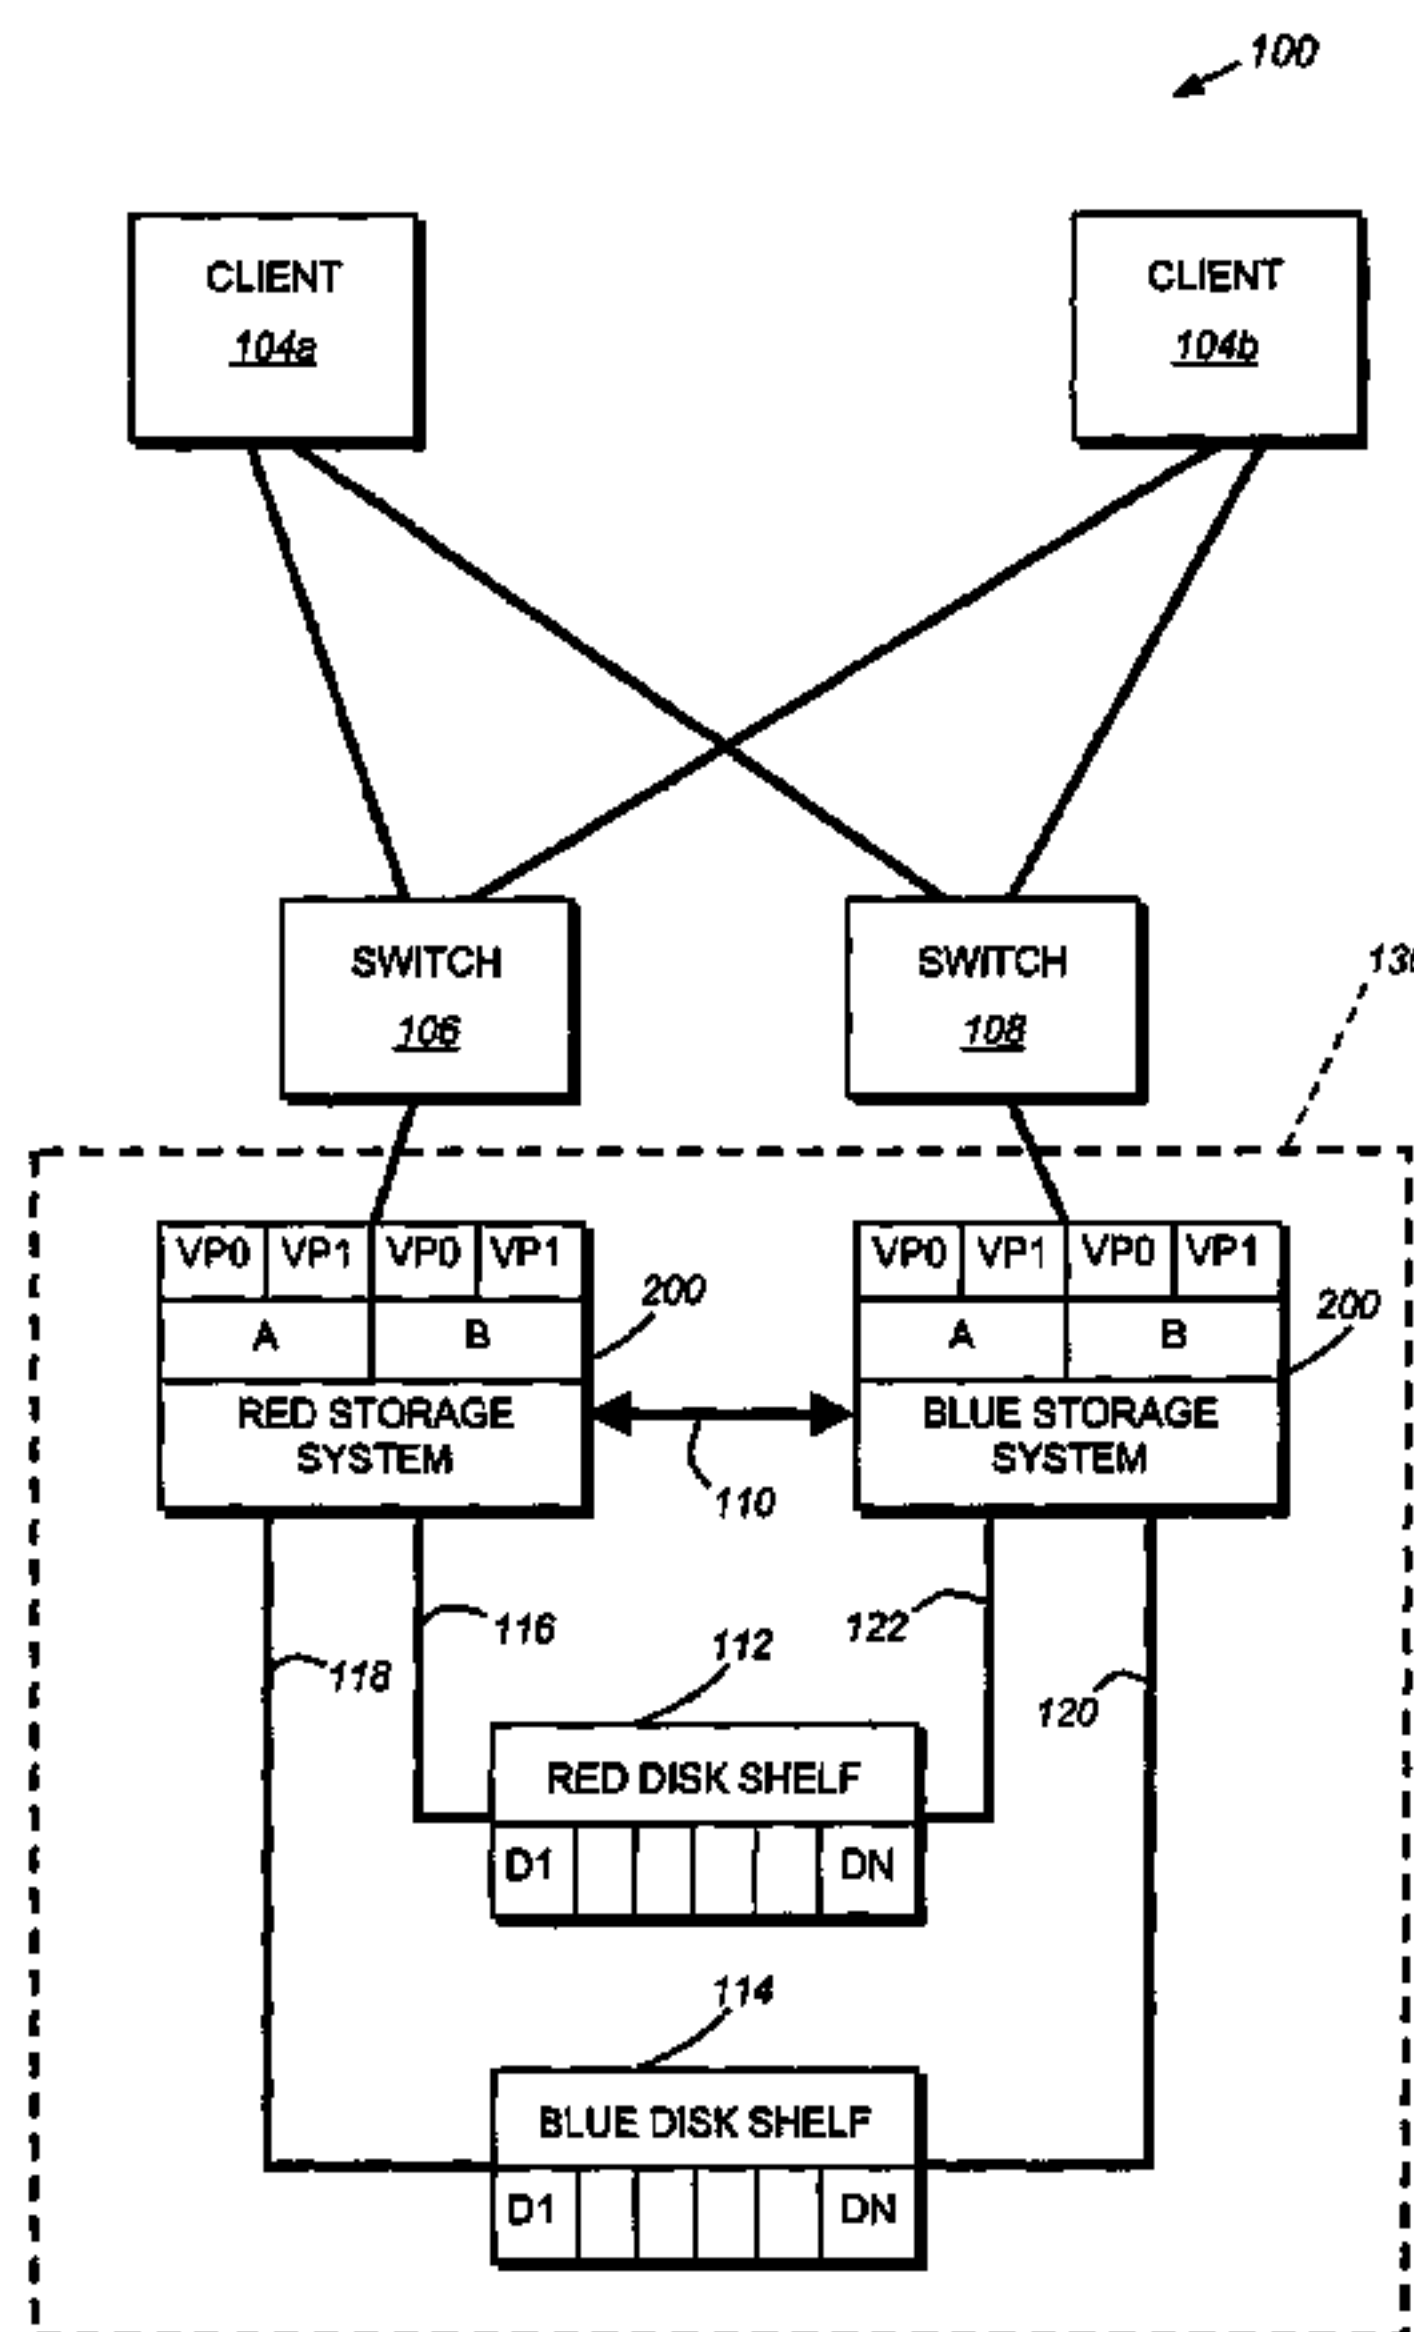 100
CLIENT
104a
CLIENT
104b
SWITCH
106
SWITCH
108
VP0 VP1 VP0 VP1
A B
RED STORAGE
SYSTEM
200
VP0 VP1 VP0 VP1
A B
BLUE STORAGE
SYSTEM
200
110
116
118
122
120
112
RED DISK SHELF
D1 DN
114
BLUE DISK SHELF
D1 DN